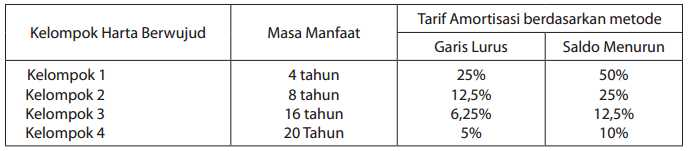 Kelompok Harta Berwujud Masa Manfaat Tarif Amortisasi berdasarkan metode
Garis Lurus Saldo Menurun
Kelompok 1 4 tahun 25% 50%
Kelompok 2 8 tahun 12,5% 25%
Kelompok 3 16 tahun 6,25% 12,5%
Kelompok 4 20 Tahun 5% 10%